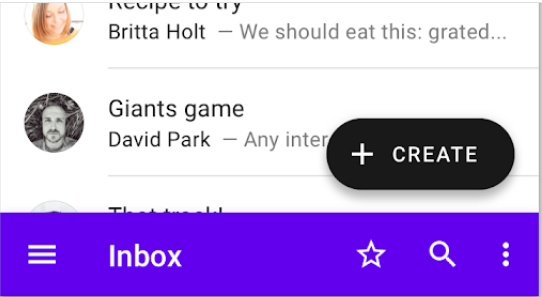 Recipe to try
Britta Holt — We should eat this: grated...
Giants game
David Park — Any inter
+ CREATE
That track!
Inbox